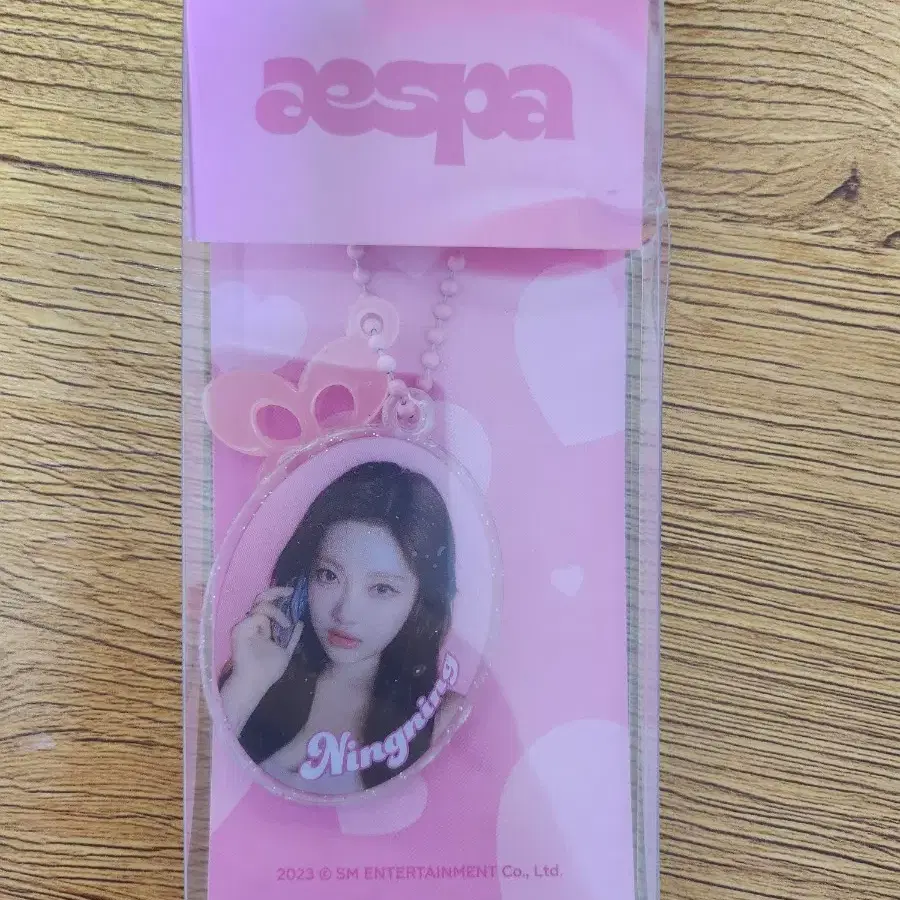 aespa
Ningning
2023 © SM ENTERTAINMENT Co., Ltd.